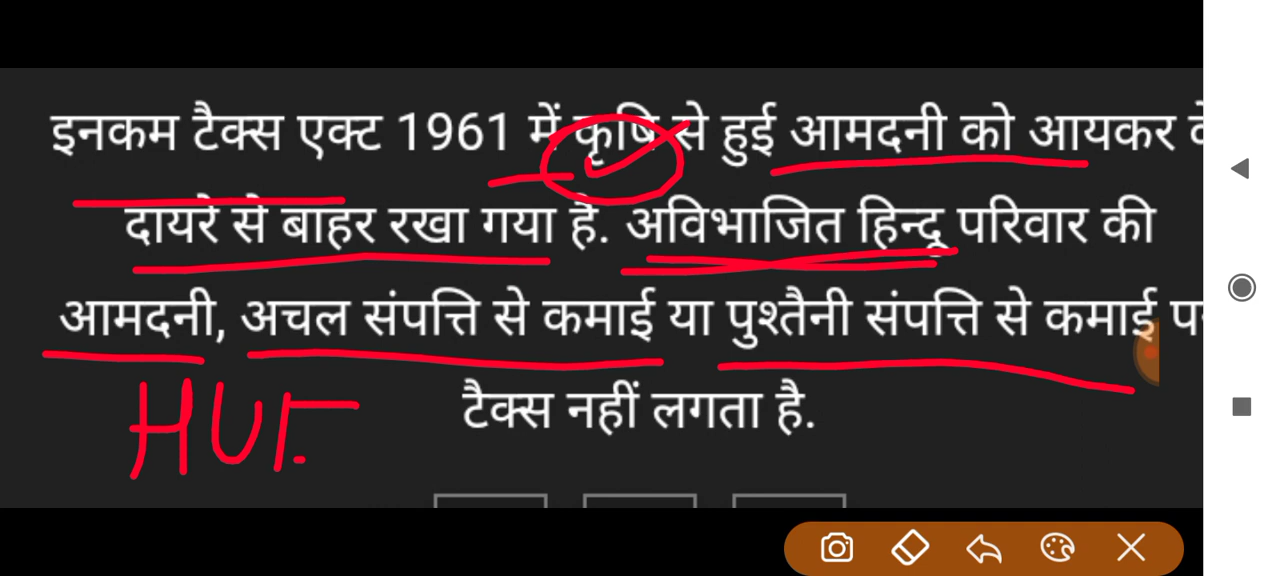 इनकम टैक्स एक्ट 1961 में कृषि से हुई आमदनी को आयकर के
दायरे से बाहर रखा गया है. अविभाजित हिन्दू परिवार की
आमदनी, अचल संपत्ति से कमाई या पुश्तैनी संपत्ति से कमाई पर
टैक्स नहीं लगता है.
HUF